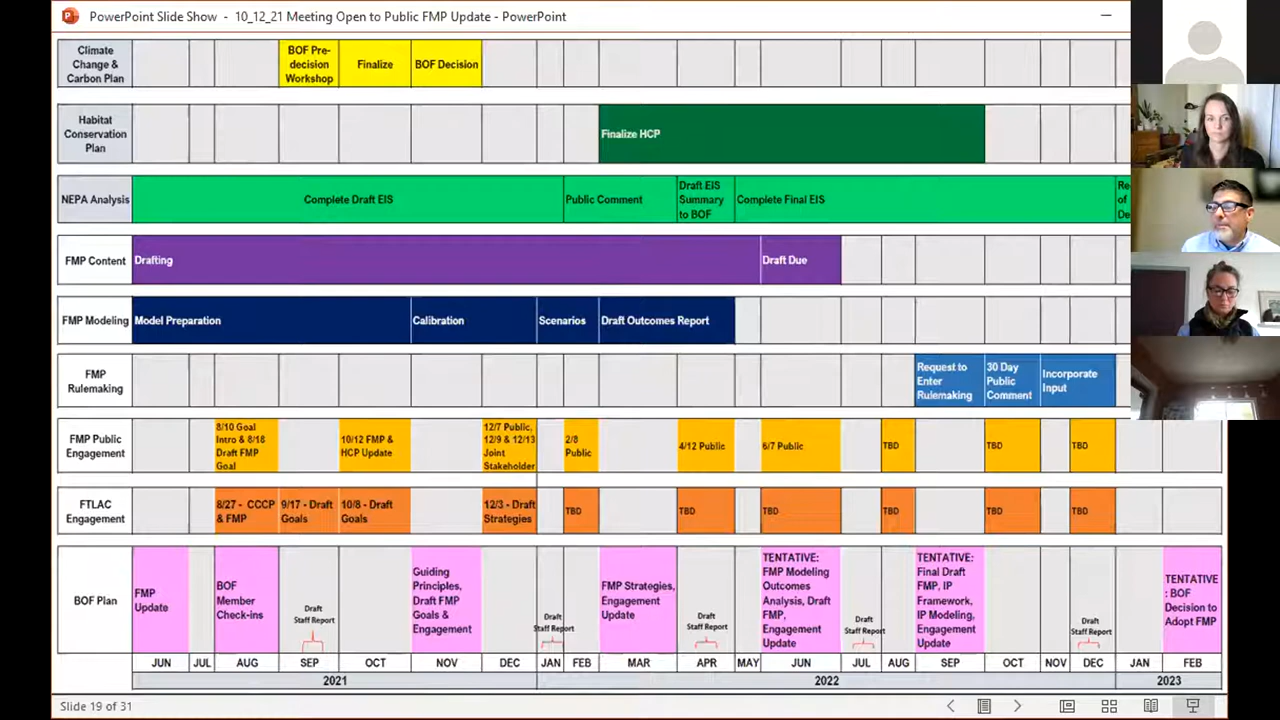 PowerPoint Slide Show - 10_12_21 Meeting Open to Public FMP Update - PowerPoint
Climate
Change &
Carbon Plan
BOF Pre-
decision
Workshop
Finalize
BOF Decision
Habitat
Conservation
Plan
Finalize HCP
NEPA Analysis
Complete Draft EIS
Public Comment
Draft EIS
Summary
to BOF
Complete Final EIS
Re
of
De
FMP Content
Drafting
Draft Due
FMP Modeling
Model Preparation
Calibration
Scenarios
Draft Outcomes Report
FMP
Rulemaking
Request to
Enter
Rulemaking
30 Day
Public
Comment
Incorporate
Input
FMP Public
Engagement
8/10 Goal
Intro & 8/18
Draft FMP
Goal
10/12 FMP &
HCP Update
12/7 Public,
12/9 & 12/13
Joint
Stakeholder
2/8
Public
4/12 Public
6/7 Public
TBD
TBD
TBD
FTLAC
Engagement
8/27 - CCCP
& FMP
9/17 - Draft
Goals
10/8 - Draft
Goals
12/3 - Draft
Strategies
TBD
TBD
TBD
TBD
TBD
TBD
BOF Plan
FMP
Update
BOF
Member
Check-ins
Draft
Staff Report
Guiding
Principles,
Draft FMP
Goals &
Engagement
Draft
Staff Report
FMP Strategies,
Engagement
Update
Draft
Staff Report
TENTATIVE:
FMP Modeling
Outcomes
Analysis, Draft
FMP,
Engagement
Update
Draft
Staff Report
TENTATIVE:
Final Draft
FMP, IP
Framework,
IP Modeling,
Engagement
Update
Draft
Staff Report
TENTATIVE
: BOF
Decision to
Adopt FMP
JUN JUL AUG SEP OCT NOV DEC JAN FEB MAR APR MAY JUN JUL AUG SEP OCT NOV DEC JAN FEB
2021 2022 2023
Slide 19 of 31